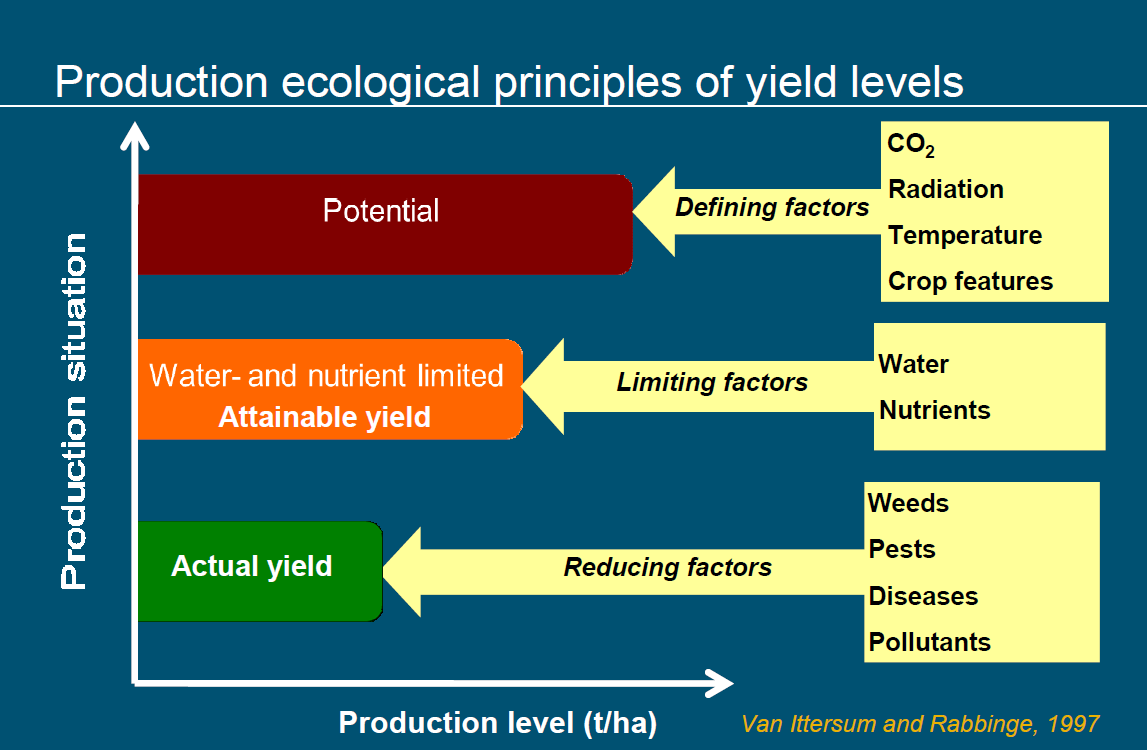 Production ecological principles of yield levels
Production situation
Potential
Defining factors
CO₂
Radiation
Temperature
Crop features
Water- and nutrient limited
Attainable yield
Limiting factors
Water
Nutrients
Actual yield
Reducing factors
Weeds
Pests
Diseases
Pollutants
Production level (t/ha)
Van Ittersum and Rabbinge, 1997